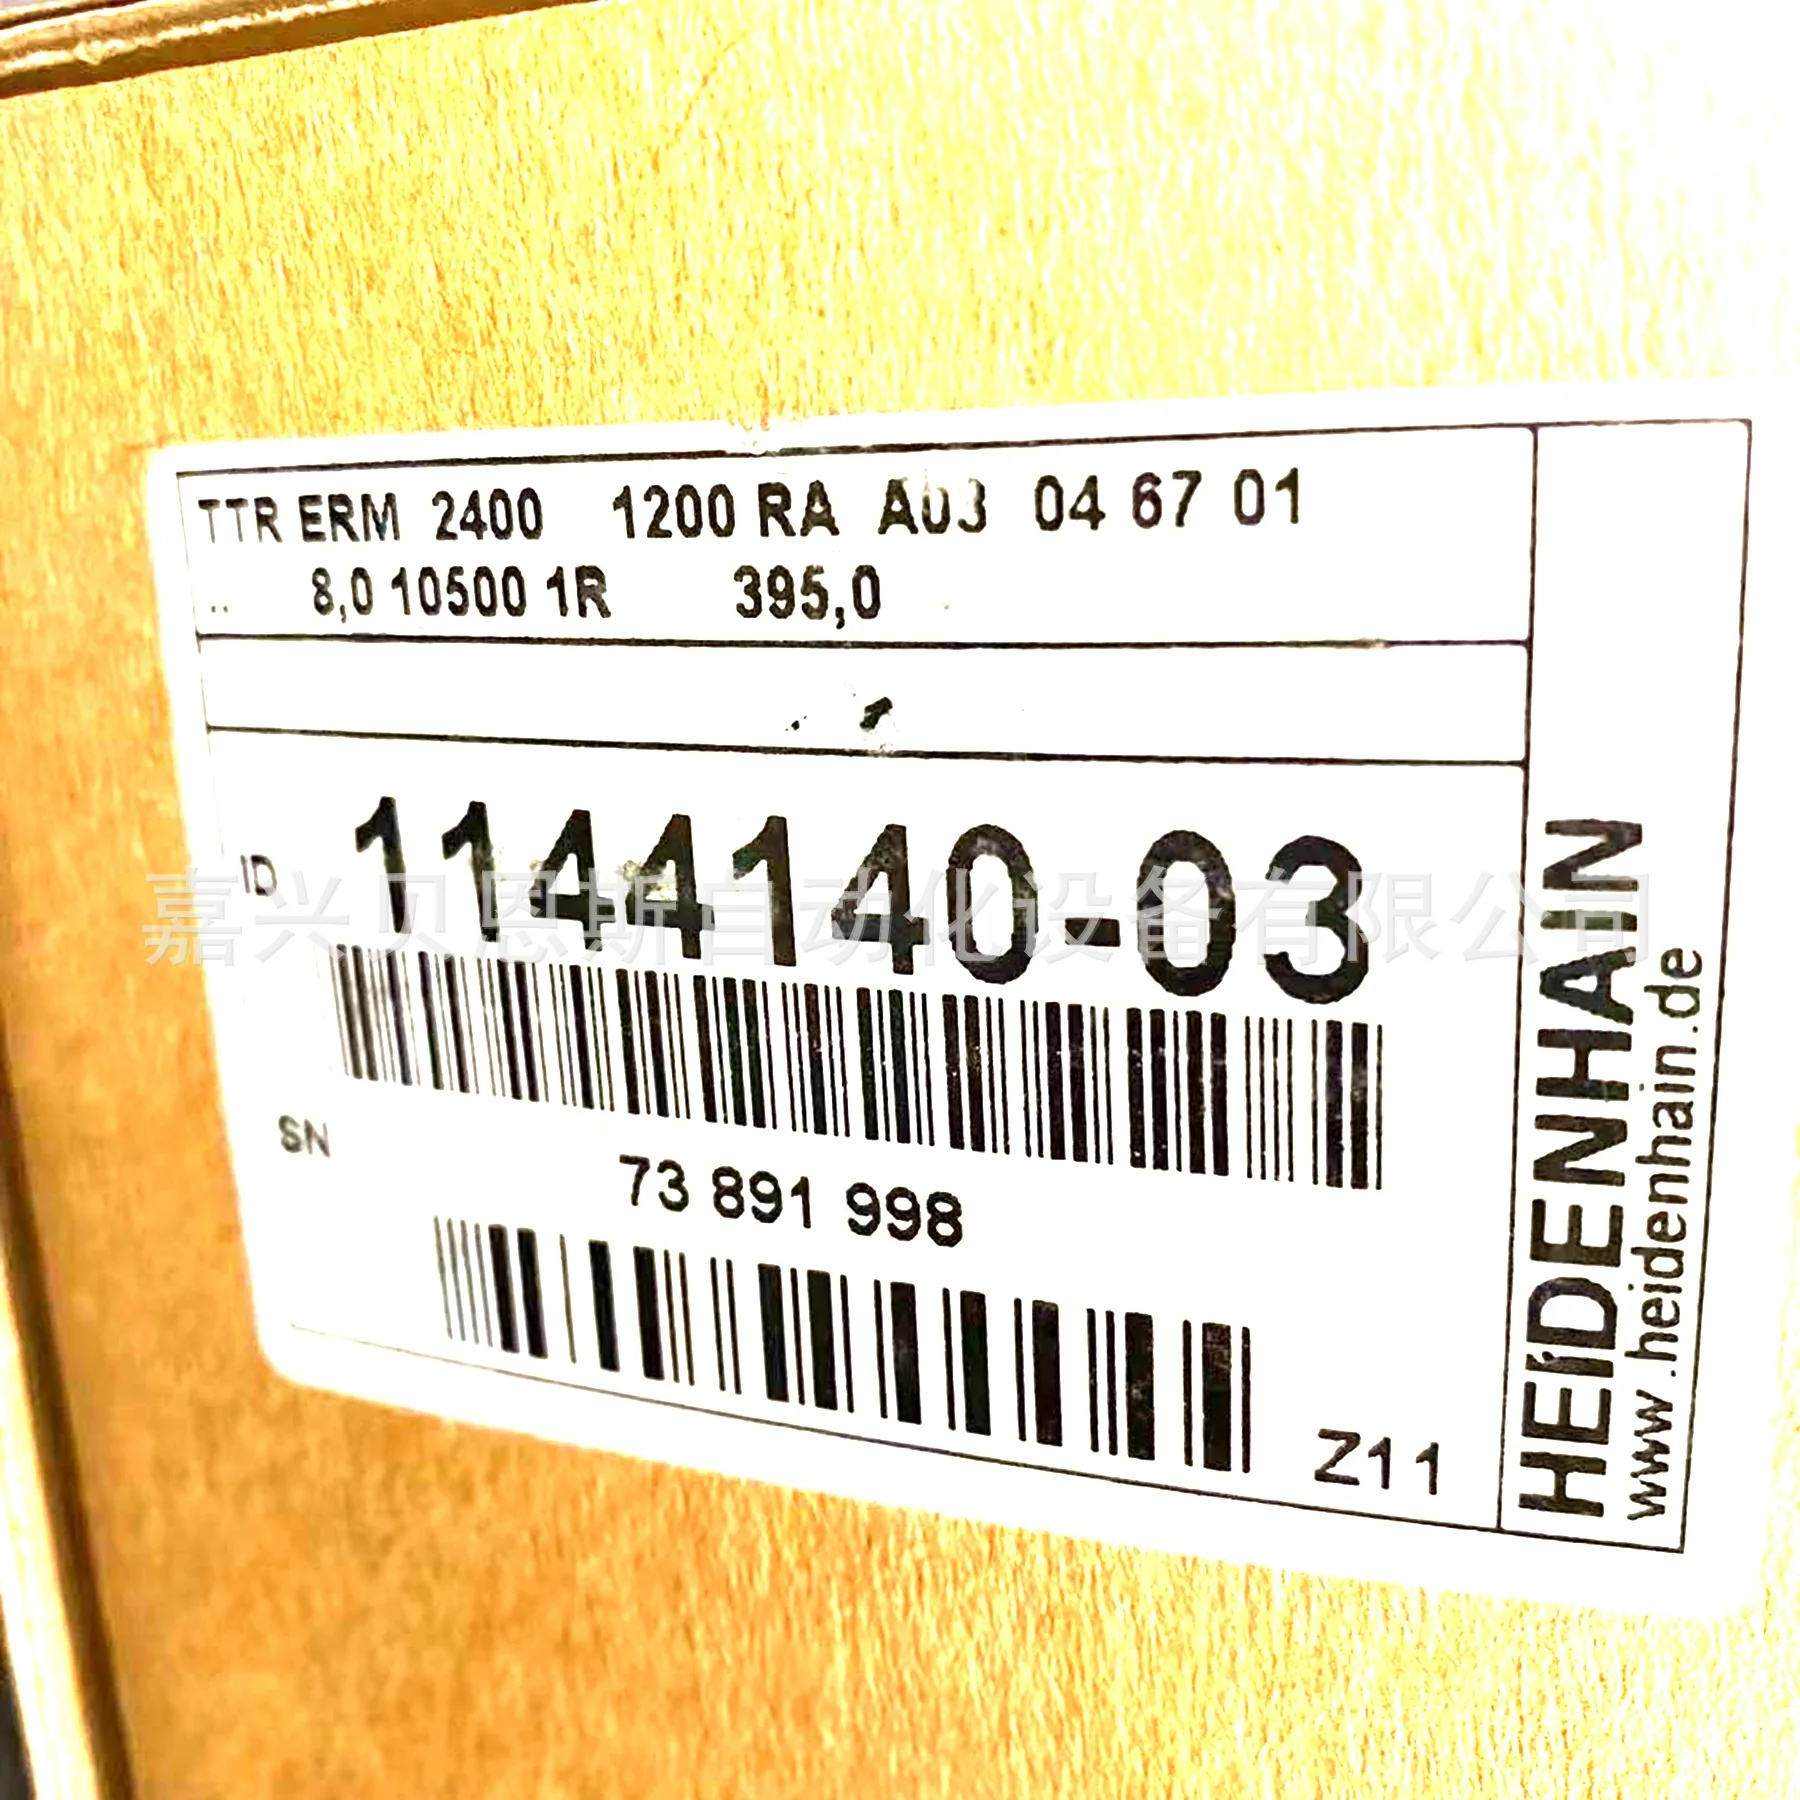 TTR ERM 2400 1200 RA A03 04 67 01
.. 8,0 10500 1R 395,0
ID 1144140-03
嘉兴贝恩斯自动化设备有限公司
SN
73 891 998
Z11
HEIDENHAIN
www.heidenhain.de